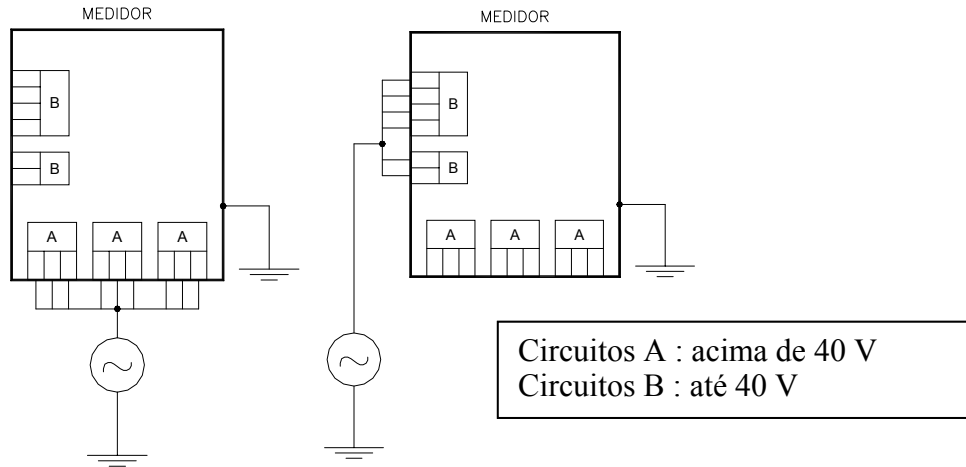 MEDIDOR
B
B
A A A
MEDIDOR
B
B
A A A
Circuitos A : acima de 40 V
Circuitos B : até 40 V